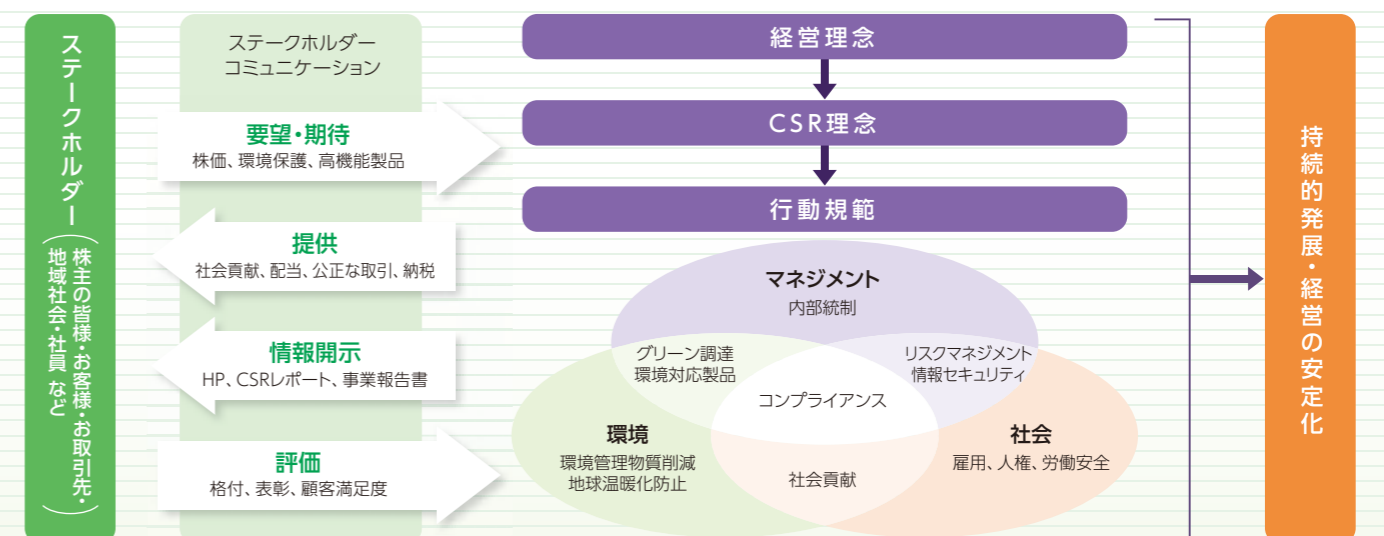 ステークホルダー
(株主の皆様・お客様・お取引先・
地域社会・社員 など)
ステークホルダー
コミュニケーション
要望・期待
株価、環境保護、高機能製品
提供
社会貢献、配当、公正な取引、納税
情報開示
HP、CSRレポート、事業報告書
評価
格付、表彰、顧客満足度
経営理念
CSR理念
行動規範
マネジメント
内部統制
グリーン調達
環境対応製品
リスクマネジメント
情報セキュリティ
コンプライアンス
環境
環境管理物質削減
地球温暖化防止
社会貢献
社会
雇用、人権、労働安全
持続的発展・経営の安定化